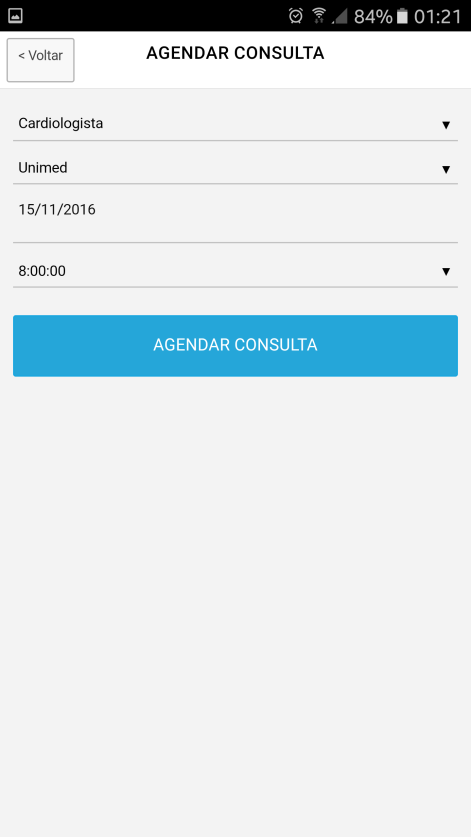 84% 01:21
< Voltar
AGENDAR CONSULTA
Cardiologista
Unimed
15/11/2016
8:00:00
AGENDAR CONSULTA